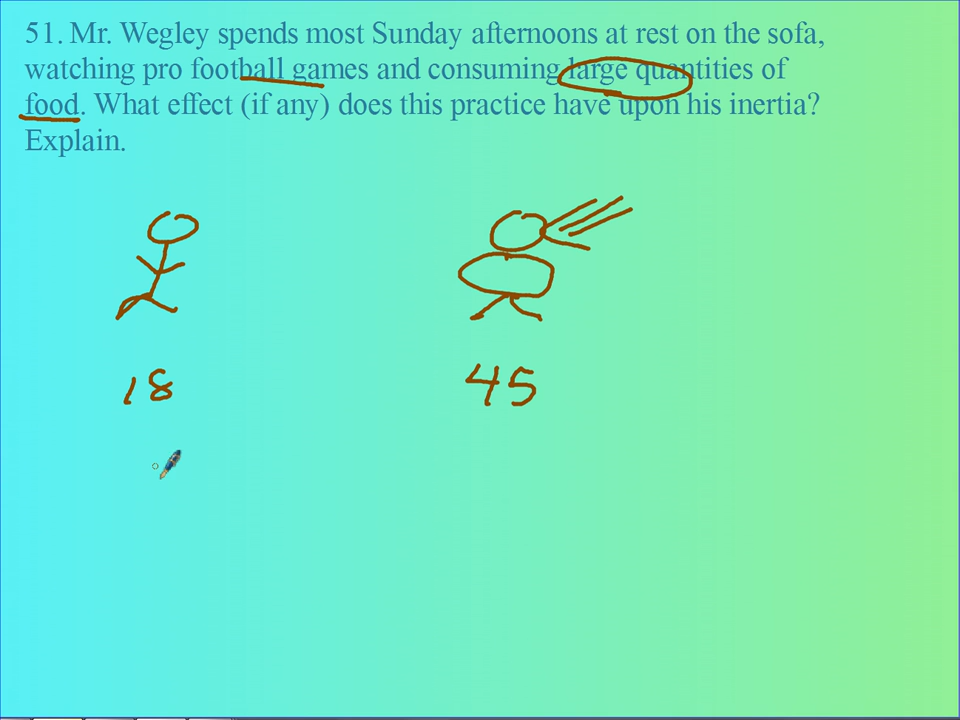 51. Mr. Wegley spends most Sunday afternoons at rest on the sofa,
watching pro football games and consuming large quantities of
food. What effect (if any) does this practice have upon his inertia?
Explain.
18 45